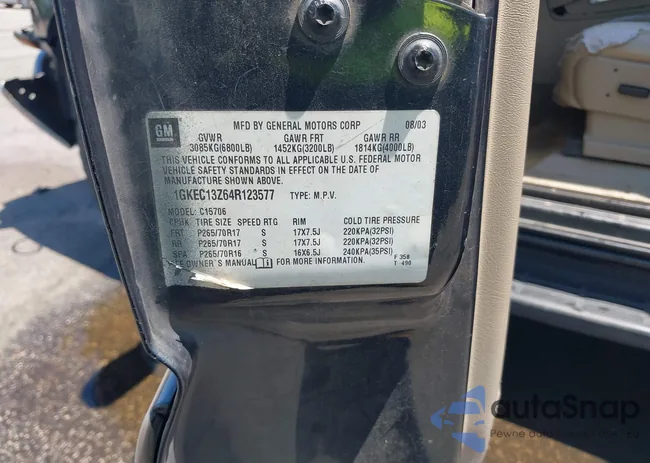 GM
MFD BY GENERAL MOTORS CORP 08/03
GVWR GAWR FRT GAWR RR
3085KG(6800LB) 1452KG(3200LB) 1814KG(4000LB)
THIS VEHICLE CONFORMS TO ALL APPLICABLE U.S. FEDERAL MOTOR
VEHICLE SAFETY STANDARDS IN EFFECT ON THE DATE OF
MANUFACTURE SHOWN ABOVE.
1GKEC13Z64R123577 TYPE: M.P.V.
MODEL: C15706
TIRE SIZE SPEED RTG RIM COLD TIRE PRESSURE
FRT P265/70R17 S 17X7.5J 220KPA(32PSI)
RR P265/70R17 S 17X7.5J 220KPA(32PSI)
SPA P265/70R16 S 16X6.5J 240KPA(35PSI)
OWNER'S MANUAL FOR MORE INFORMATION.
F 358
T 490
autaSnap
Pewne